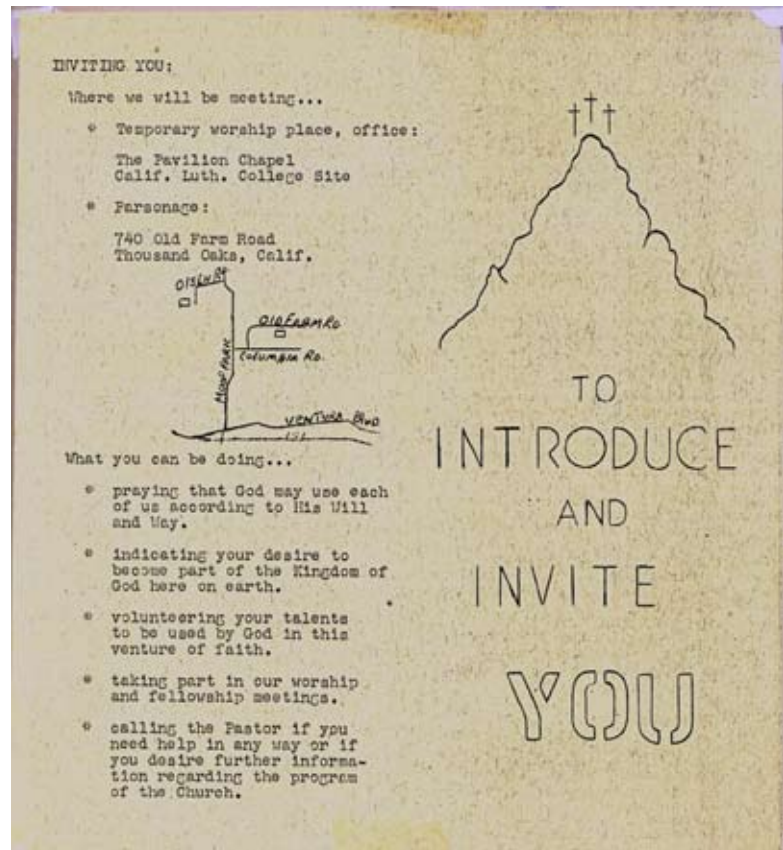 INVITING YOU:
Where we will be meeting...
* Temporary worship place, office:
The Pavilion Chapel
Calif. Luth. College Site
* Parsonage:
740 Old Farm Road
Thousand Oaks, Calif.
OLSEN RD
OLD FARM RD.
COLUMBIA RD.
MOORPARK
VENTURA BLVD
101
What you can be doing...
* praying that God may use each
of us according to His Will
and Way.
* indicating your desire to
become part of the Kingdom of
God here on earth.
* volunteering your talents
to be used by God in this
venture of faith.
* taking part in our worship
and fellowship meetings.
* calling the Pastor if you
need help in any way or if
you desire further informa-
tion regarding the program
of the Church.
TO
INTRODUCE
AND
INVITE
YOU